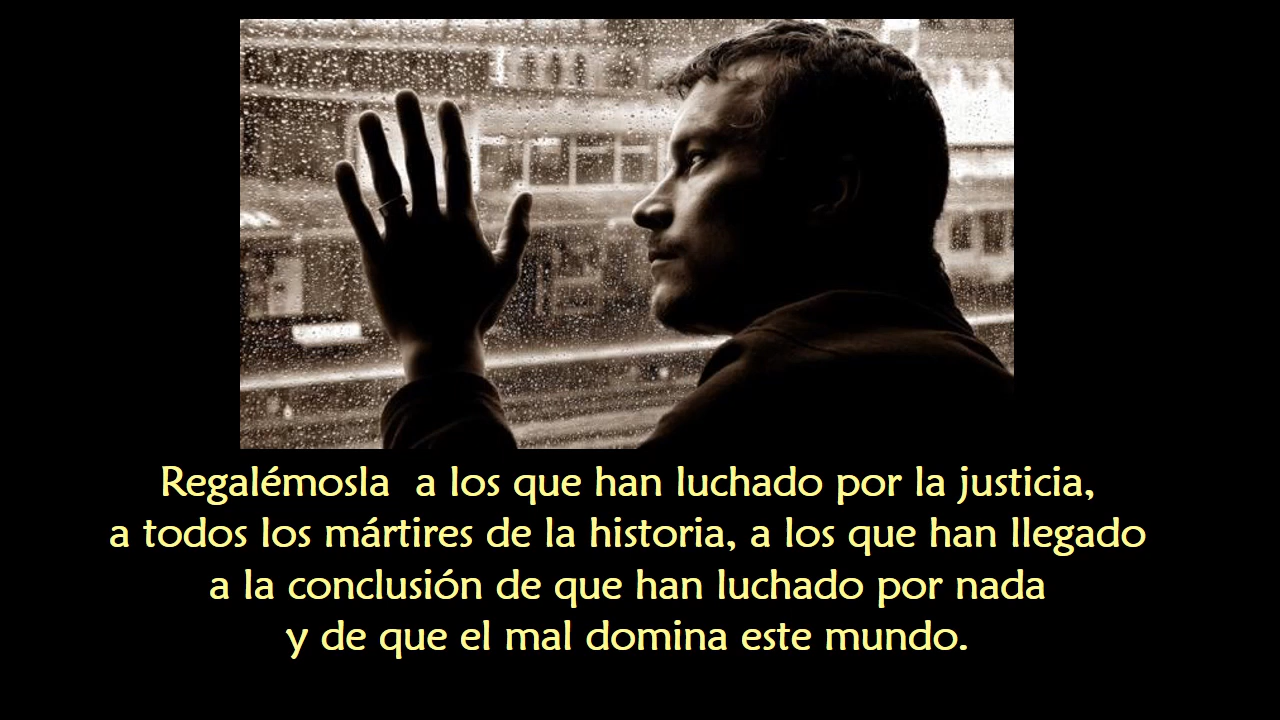 Regalémosla  a los que han luchado por la justicia,
a todos los mártires de la historia, a los que han llegado
a la conclusión de que han luchado por nada
y de que el mal domina este mundo.